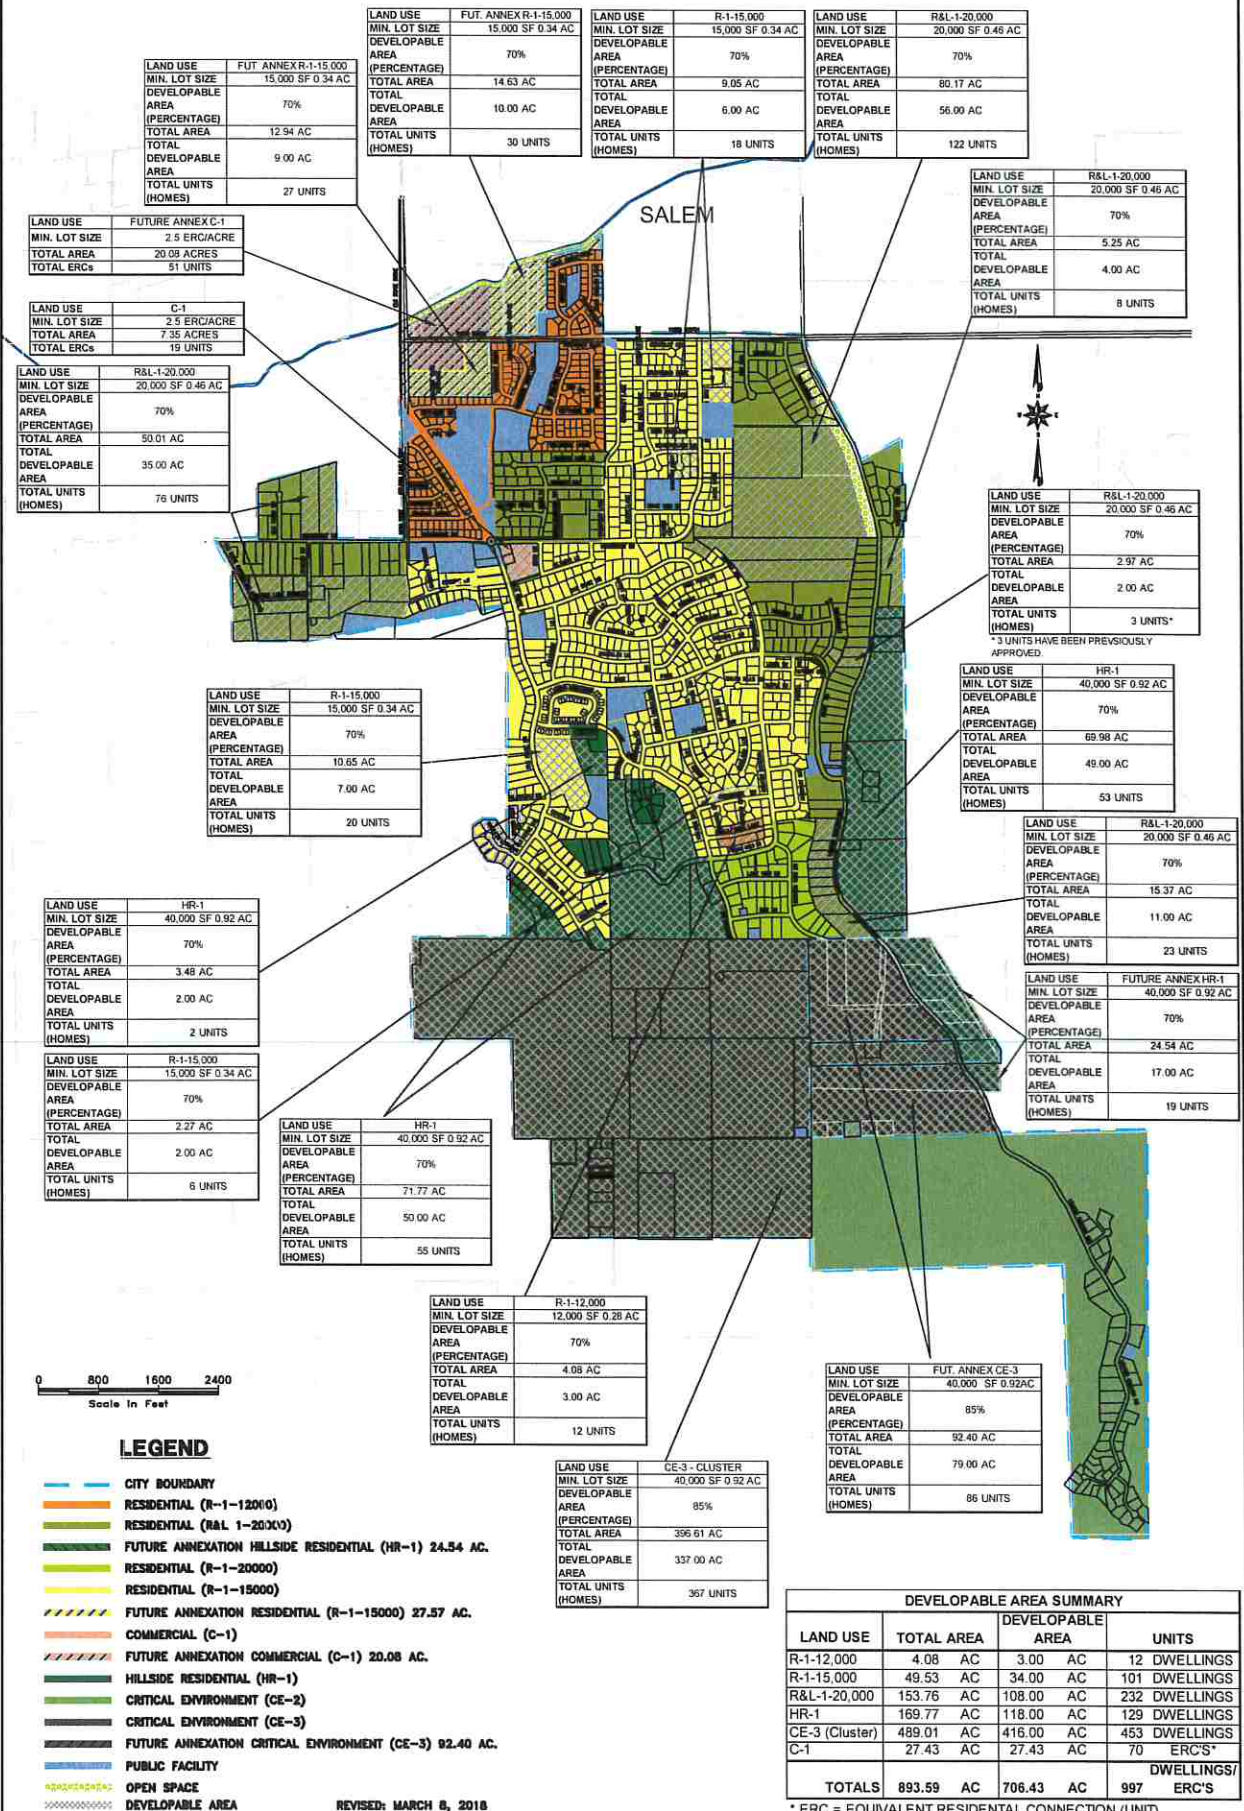 LAND USE FUT. ANNEX R-1-15,000
MIN. LOT SIZE 15,000 SF 0.34 AC
DEVELOPABLE AREA (PERCENTAGE) 70%
TOTAL AREA 14.63 AC
TOTAL DEVELOPABLE AREA 10.00 AC
TOTAL UNITS (HOMES) 30 UNITS
LAND USE R-1-15,000
MIN. LOT SIZE 15,000 SF 0.34 AC
DEVELOPABLE AREA (PERCENTAGE) 70%
TOTAL AREA 9.05 AC
TOTAL DEVELOPABLE AREA 6.00 AC
TOTAL UNITS (HOMES) 18 UNITS
LAND USE R&L-1-20,000
MIN. LOT SIZE 20,000 SF 0.46 AC
DEVELOPABLE AREA (PERCENTAGE) 70%
TOTAL AREA 80.17 AC
TOTAL DEVELOPABLE AREA 56.00 AC
TOTAL UNITS (HOMES) 122 UNITS
LAND USE FUT ANNEX R-1-15,000
MIN. LOT SIZE 15,000 SF 0.34 AC
DEVELOPABLE AREA (PERCENTAGE) 70%
TOTAL AREA 12.94 AC
TOTAL DEVELOPABLE AREA 9.00 AC
TOTAL UNITS (HOMES) 27 UNITS
LAND USE R&L-1-20,000
MIN. LOT SIZE 20,000 SF 0.46 AC
DEVELOPABLE AREA (PERCENTAGE) 70%
TOTAL AREA 5.25 AC
TOTAL DEVELOPABLE AREA 4.00 AC
TOTAL UNITS (HOMES) 8 UNITS
SALEM
LAND USE FUTURE ANNEX C-1
MIN. LOT SIZE 2.5 ERC/ACRE
TOTAL AREA 20.08 ACRES
TOTAL ERCs 51 UNITS
LAND USE C-1
MIN. LOT SIZE 2.5 ERC/ACRE
TOTAL AREA 7.35 ACRES
TOTAL ERCs 19 UNITS
LAND USE R&L-1-20,000
MIN. LOT SIZE 20,000 SF 0.46 AC
DEVELOPABLE AREA (PERCENTAGE) 70%
TOTAL AREA 50.01 AC
TOTAL DEVELOPABLE AREA 35.00 AC
TOTAL UNITS (HOMES) 76 UNITS
LAND USE R&L-1-20,000
MIN. LOT SIZE 20,000 SF 0.46 AC
DEVELOPABLE AREA (PERCENTAGE) 70%
TOTAL AREA 2.97 AC
TOTAL DEVELOPABLE AREA 2.00 AC
TOTAL UNITS (HOMES) 3 UNITS*
* 3 UNITS HAVE BEEN PREVSIOUSLY
APPROVED.
LAND USE HR-1
MIN. LOT SIZE 40,000 SF 0.92 AC
DEVELOPABLE AREA (PERCENTAGE) 70%
TOTAL AREA 69.98 AC
TOTAL DEVELOPABLE AREA 49.00 AC
TOTAL UNITS (HOMES) 53 UNITS
LAND USE R-1-15,000
MIN. LOT SIZE 15,000 SF 0.34 AC
DEVELOPABLE AREA (PERCENTAGE) 70%
TOTAL AREA 10.65 AC
TOTAL DEVELOPABLE AREA 7.00 AC
TOTAL UNITS (HOMES) 20 UNITS
LAND USE R&L-1-20,000
MIN. LOT SIZE 20,000 SF 0.46 AC
DEVELOPABLE AREA (PERCENTAGE) 70%
TOTAL AREA 15.37 AC
TOTAL DEVELOPABLE AREA 11.00 AC
TOTAL UNITS (HOMES) 23 UNITS
LAND USE HR-1
MIN. LOT SIZE 40,000 SF 0.92 AC
DEVELOPABLE AREA (PERCENTAGE) 70%
TOTAL AREA 3.48 AC
TOTAL DEVELOPABLE AREA 2.00 AC
TOTAL UNITS (HOMES) 2 UNITS
LAND USE FUTURE ANNEX HR-1
MIN. LOT SIZE 40,000 SF 0.92 AC
DEVELOPABLE AREA (PERCENTAGE) 70%
TOTAL AREA 24.54 AC
TOTAL DEVELOPABLE AREA 17.00 AC
TOTAL UNITS (HOMES) 19 UNITS
LAND USE R-1-15,000
MIN. LOT SIZE 15,000 SF 0.34 AC
DEVELOPABLE AREA (PERCENTAGE) 70%
TOTAL AREA 2.27 AC
TOTAL DEVELOPABLE AREA 2.00 AC
TOTAL UNITS (HOMES) 6 UNITS
LAND USE HR-1
MIN. LOT SIZE 40,000 SF 0.92 AC
DEVELOPABLE AREA (PERCENTAGE) 70%
TOTAL AREA 71.77 AC
TOTAL DEVELOPABLE AREA 50.00 AC
TOTAL UNITS (HOMES) 55 UNITS
LAND USE R-1-12,000
MIN. LOT SIZE 12,000 SF 0.28 AC
DEVELOPABLE AREA (PERCENTAGE) 70%
TOTAL AREA 4.08 AC
TOTAL DEVELOPABLE AREA 3.00 AC
TOTAL UNITS (HOMES) 12 UNITS
LAND USE FUT. ANNEX CE-3
MIN. LOT SIZE 40,000 SF 0.92AC
DEVELOPABLE AREA (PERCENTAGE) 85%
TOTAL AREA 92.40 AC
TOTAL DEVELOPABLE AREA 79.00 AC
TOTAL UNITS (HOMES) 86 UNITS
LAND USE CE-3 - CLUSTER
MIN. LOT SIZE 40,000 SF 0.92 AC
DEVELOPABLE AREA (PERCENTAGE) 85%
TOTAL AREA 396.61 AC
TOTAL DEVELOPABLE AREA 337.00 AC
TOTAL UNITS (HOMES) 367 UNITS
0 800 1600 2400
Scale In Feet
LEGEND
CITY BOUNDARY
RESIDENTIAL (R-1-12000)
RESIDENTIAL (R&L 1-20000)
FUTURE ANNEXATION HILLSIDE RESIDENTIAL (HR-1) 24.54 AC.
RESIDENTIAL (R-1-20000)
RESIDENTIAL (R-1-15000)
FUTURE ANNEXATION RESIDENTIAL (R-1-15000) 27.57 AC.
COMMERCIAL (C-1)
FUTURE ANNEXATION COMMERCIAL (C-1) 20.08 AC.
HILLSIDE RESIDENTIAL (HR-1)
CRITICAL ENVIRONMENT (CE-2)
CRITICAL ENVIRONMENT (CE-3)
FUTURE ANNEXATION CRITICAL ENVIRONMENT (CE-3) 92.40 AC.
PUBLIC FACILITY
OPEN SPACE
DEVELOPABLE AREA REVISED: MARCH 8, 2018
DEVELOPABLE AREA SUMMARY
LAND USE TOTAL AREA DEVELOPABLE AREA UNITS
R-1-12,000 4.08 AC 3.00 AC 12 DWELLINGS
R-1-15,000 49.53 AC 34.00 AC 101 DWELLINGS
R&L-1-20,000 153.76 AC 108.00 AC 232 DWELLINGS
HR-1 169.77 AC 118.00 AC 129 DWELLINGS
CE-3 (Cluster) 489.01 AC 416.00 AC 453 DWELLINGS
C-1 27.43 AC 27.43 AC 70 ERC'S*
TOTALS 893.59 AC 706.43 AC 997 DWELLINGS/ ERC'S
* ERC = EQUIVALENT RESIDENTAL CONNECTION (UNIT)